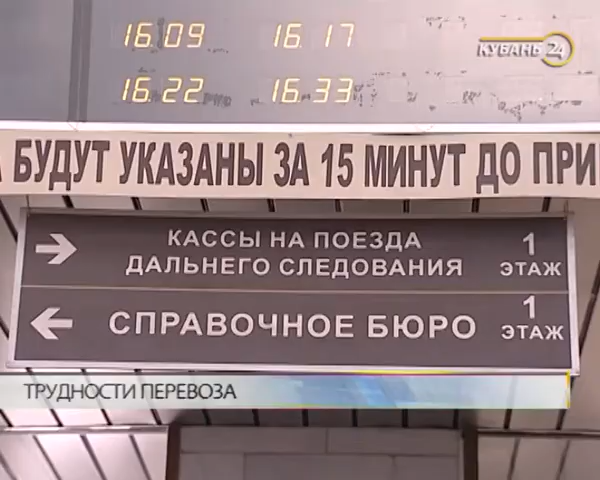 16.09 16.17
КУБАНЬ 24
16.22 16.33
БУДУТ УКАЗАНЫ ЗА 15 МИНУТ ДО ПРИ
КАССЫ НА ПОЕЗДА 1
ДАЛЬНЕГО СЛЕДОВАНИЯ ЭТАЖ
СПРАВОЧНОЕ БЮРО 1
ЭТАЖ
ТРУДНОСТИ ПЕРЕВОЗА